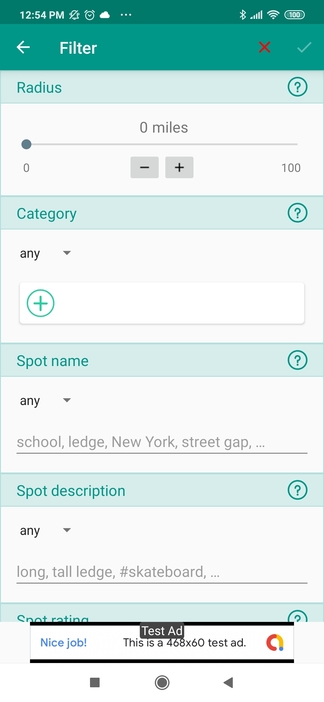 12:54 PM ... 100
Filter
Radius ?
0 miles
0 − + 100
Category ?
any
Spot name ?
any
school, ledge, New York, street gap, ...
Spot description ?
any
long, tall ledge, #skateboard, ...
Spot rating ?
Test Ad
Nice job! This is a 468x60 test ad.